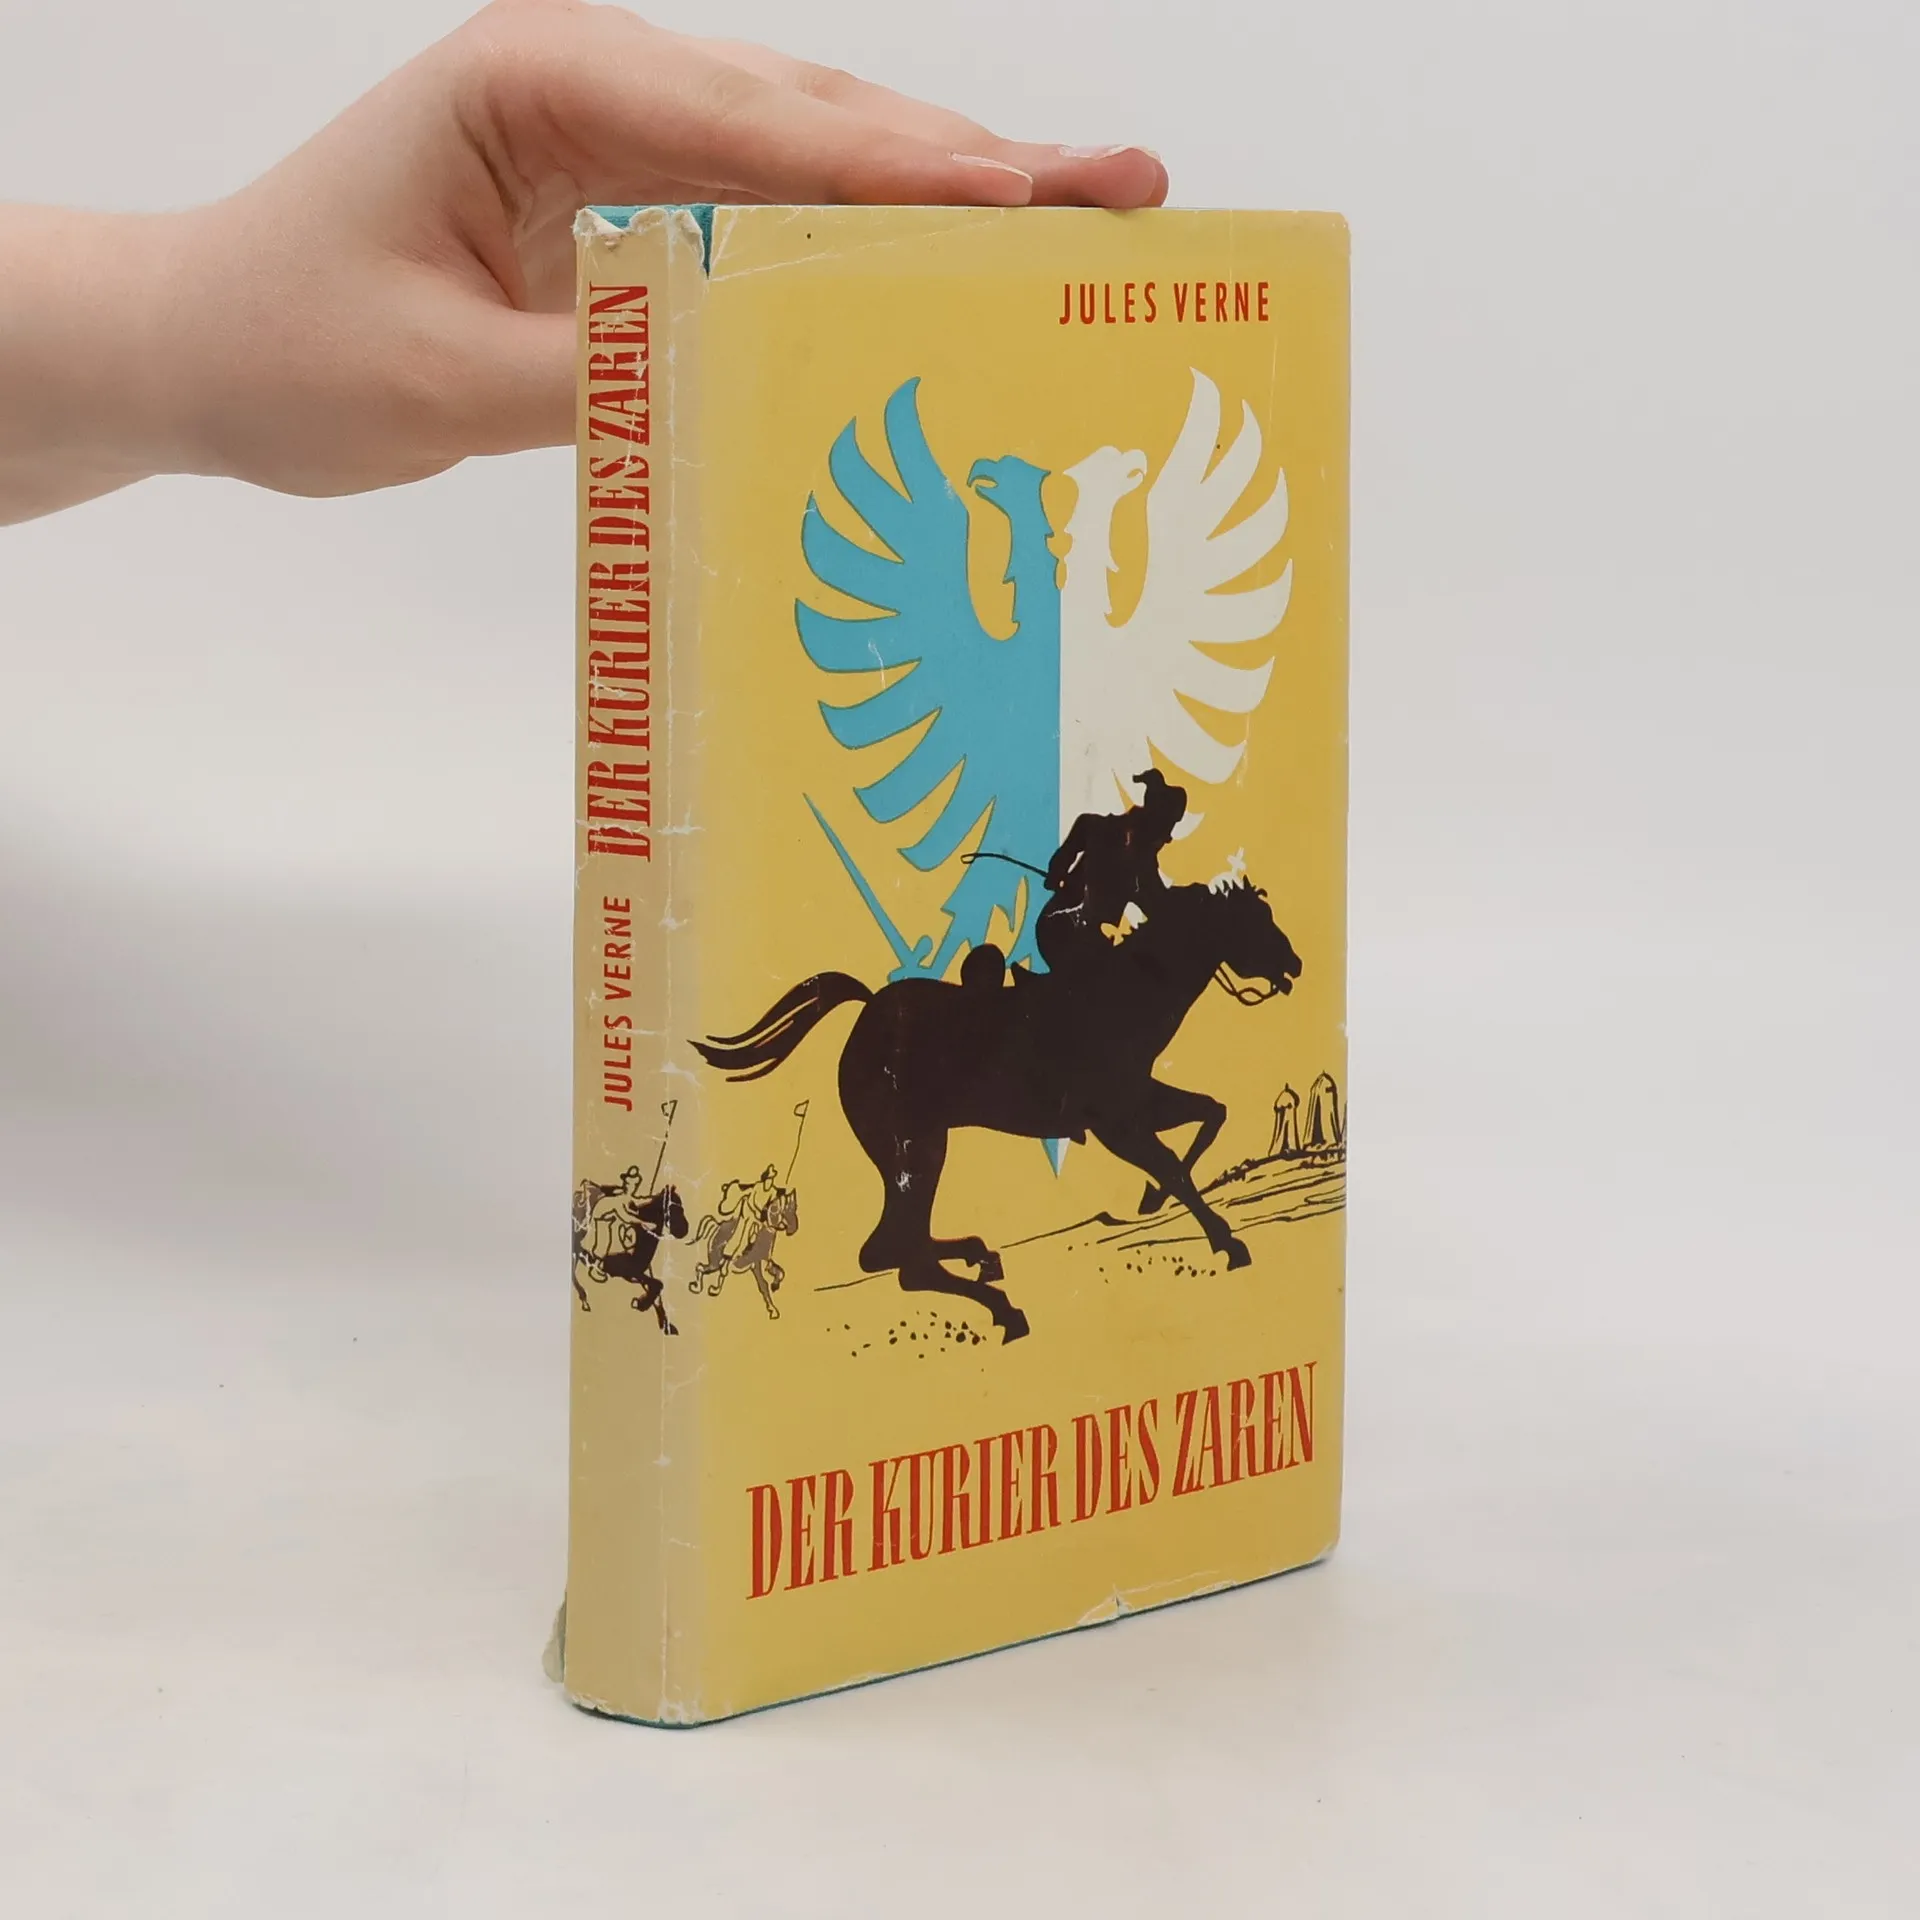 JULES VERNE
DER KURIER DES ZAREN
JULES VERNE
DER KURIER DES ZAREN